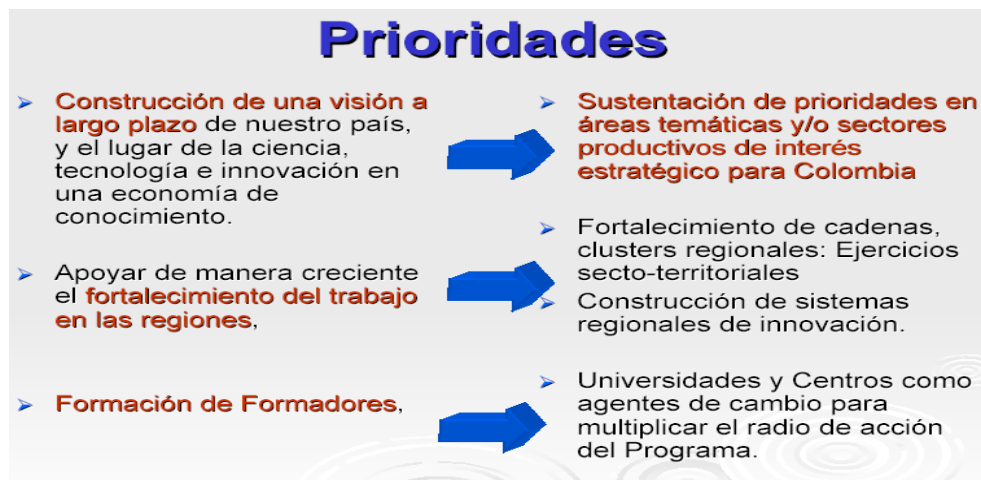 Prioridades
Construcción de una visión a
largo plazo de nuestro país,
y el lugar de la ciencia,
tecnología e innovación en
una economía de
conocimiento.
Sustentación de prioridades en
áreas temáticas y/o sectores
productivos de interés
estratégico para Colombia
Apoyar de manera creciente
el fortalecimiento del trabajo
en las regiones,
Fortalecimiento de cadenas,
clusters regionales: Ejercicios
secto-territoriales
Construcción de sistemas
regionales de innovación.
Formación de Formadores,
Universidades y Centros como
agentes de cambio para
multiplicar el radio de acción
del Programa.